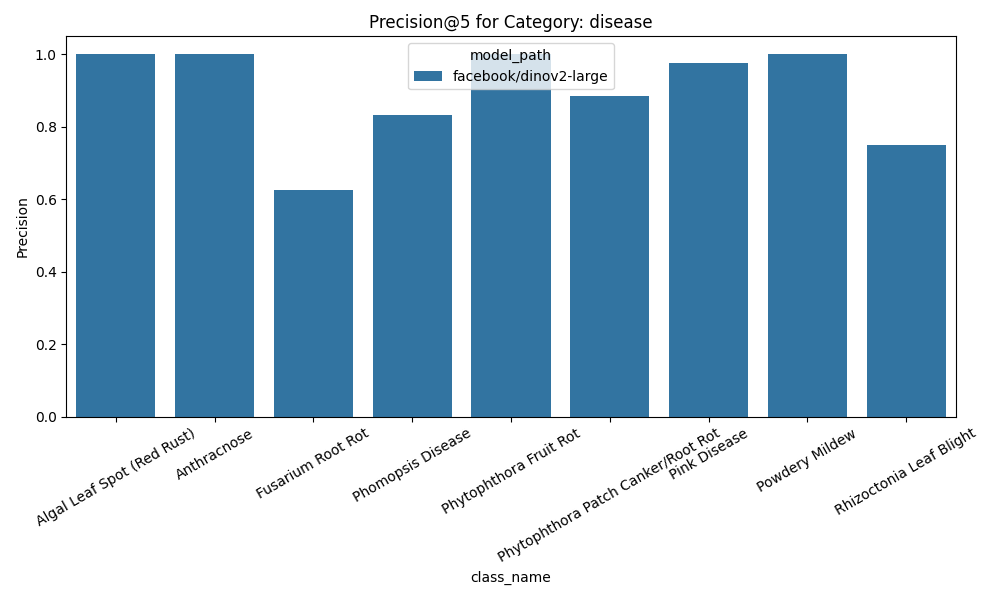 Precision@5 for Category: disease
model_path
facebook/dinov2-large
Precision
1.0
0.8
0.6
0.4
0.2
0.0
Algal Leaf Spot (Red Rust)
Anthracnose
Fusarium Root Rot
Phomopsis Disease
Phytophthora Fruit Rot
Phytophthora Patch Canker/Root Rot
Pink Disease
Powdery Mildew
Rhizoctonia Leaf Blight
class_name